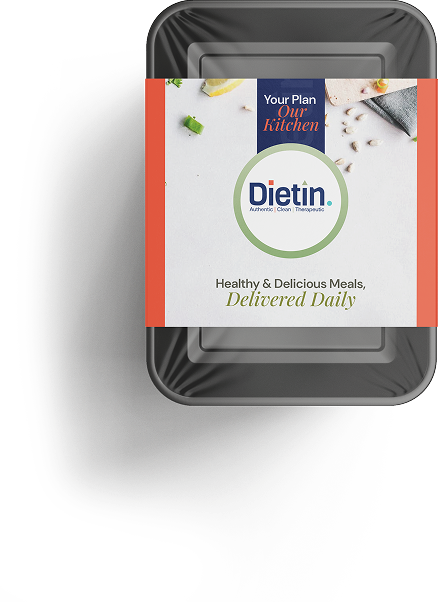 Your Plan
Our
Kitchen
Dietin.
Authentic | Clean | Therapeutic
Healthy & Delicious Meals,
Delivered Daily